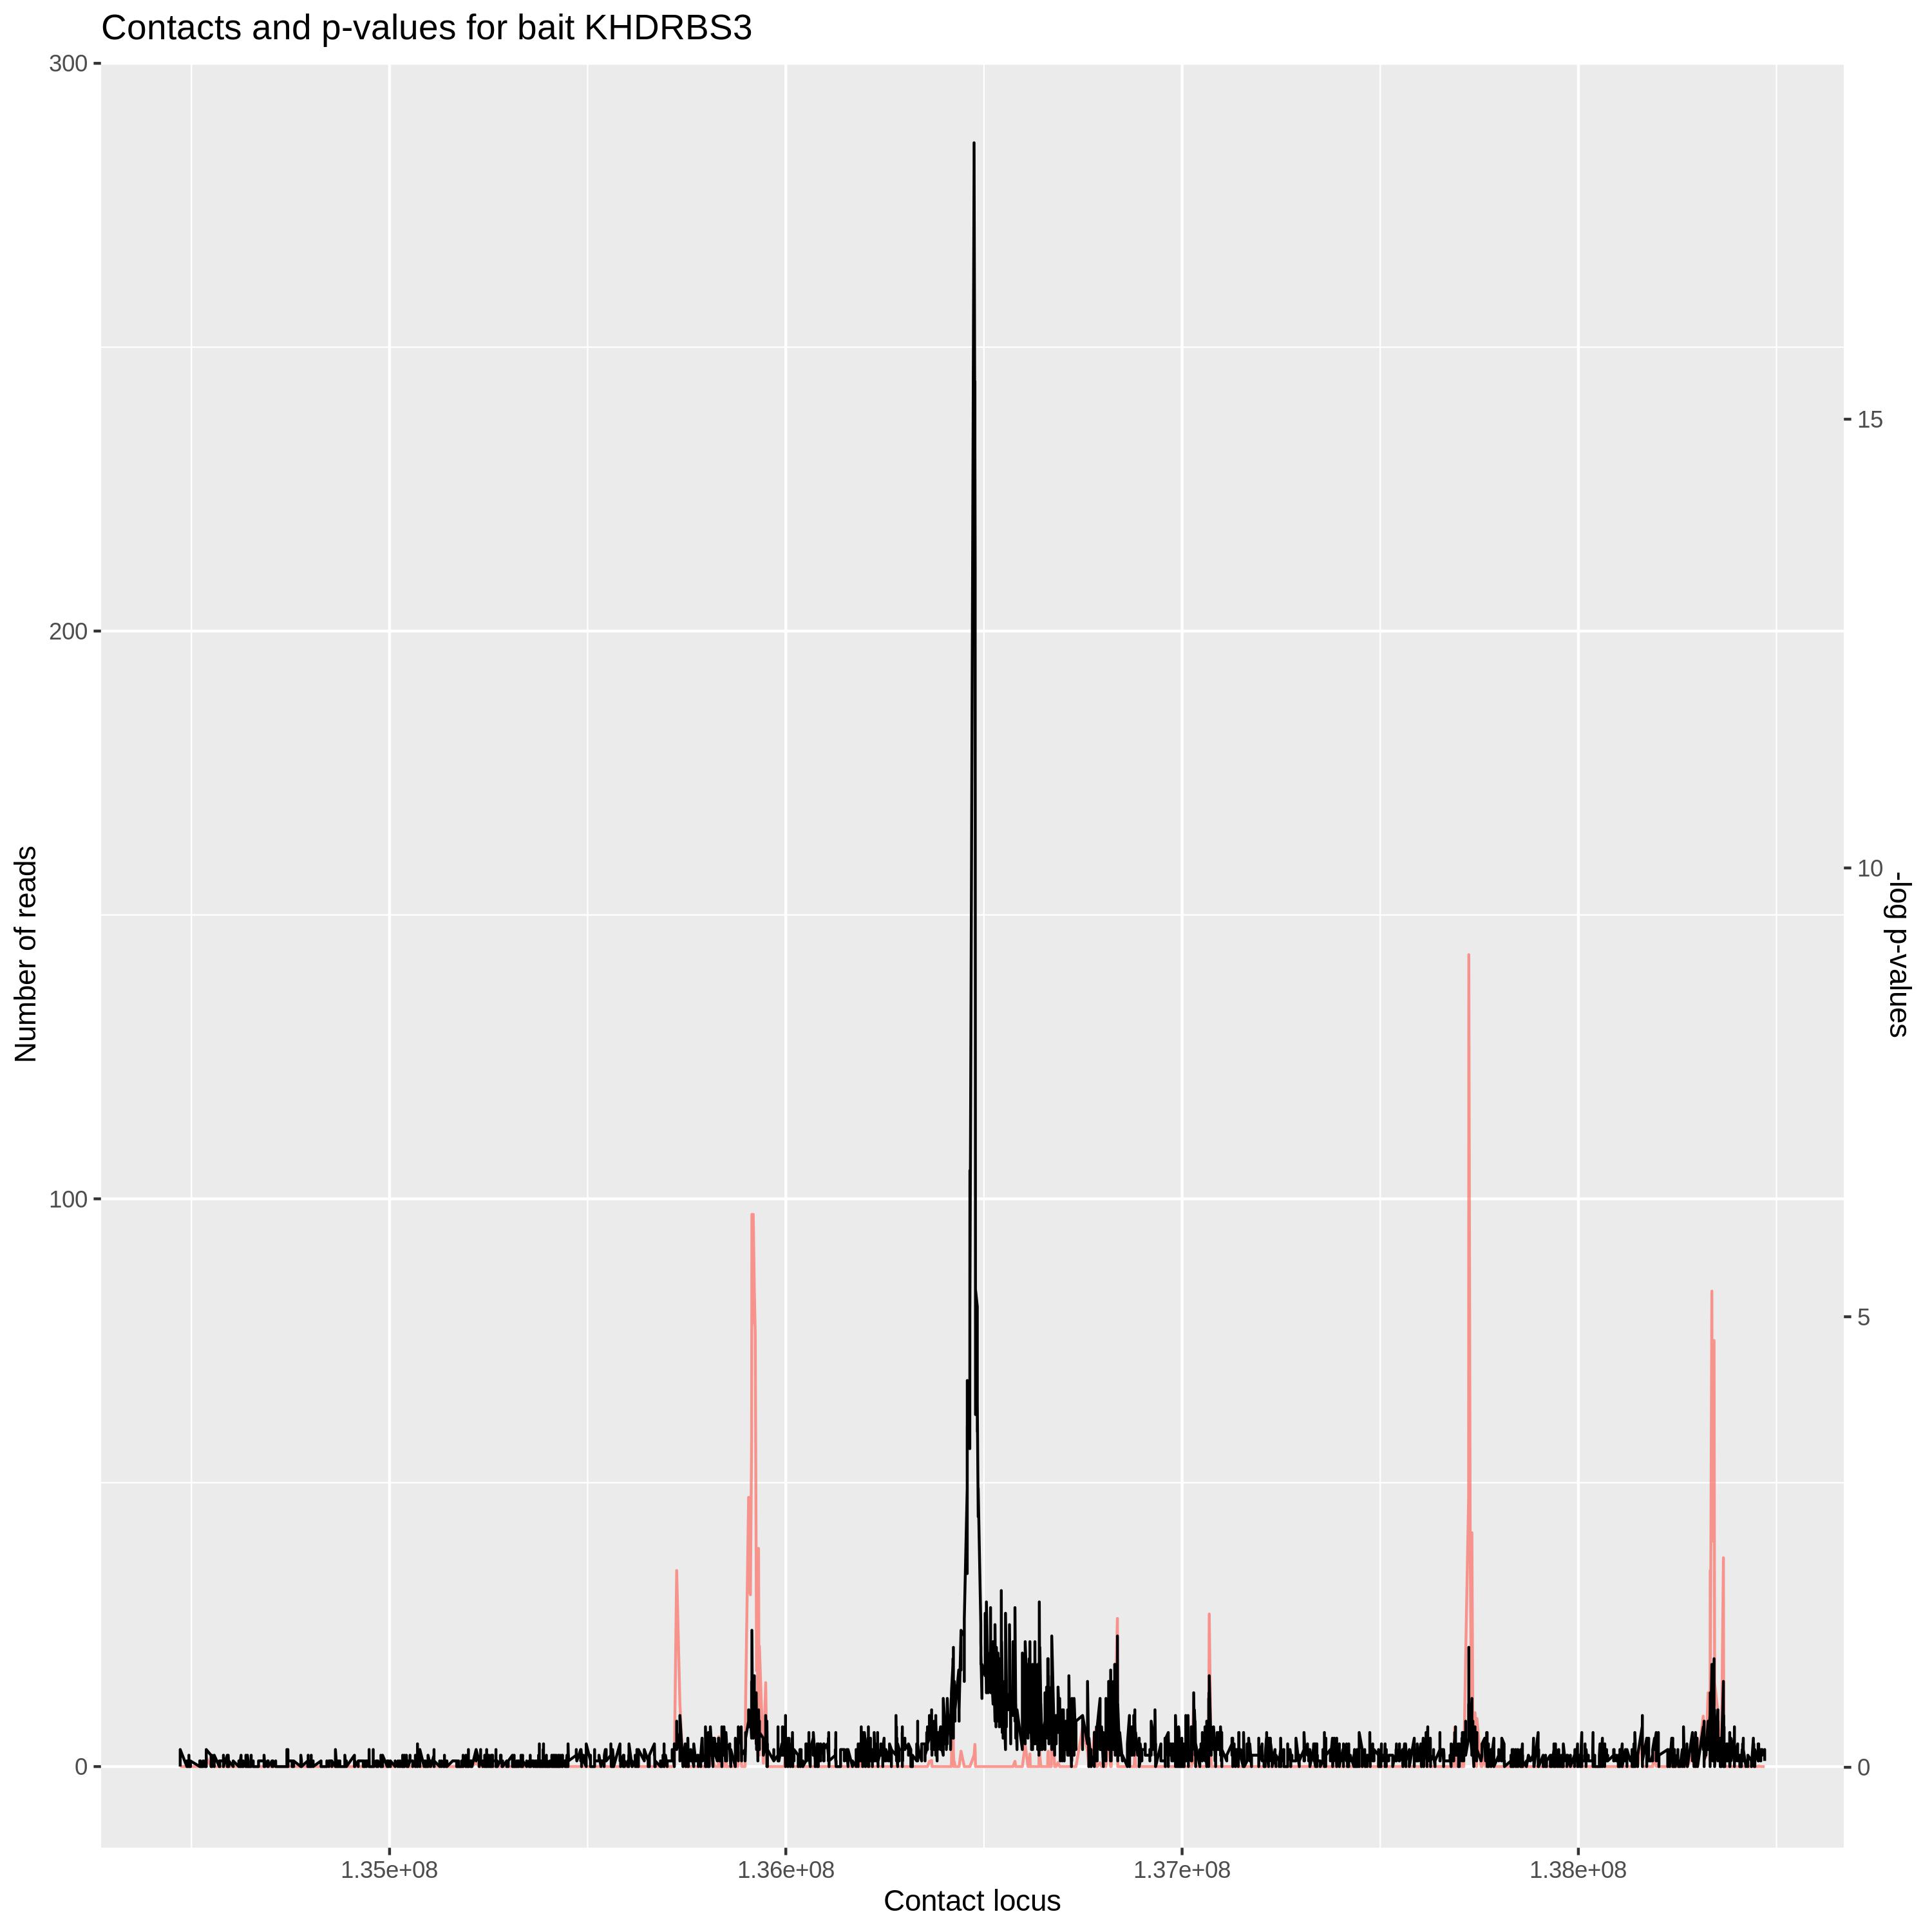 Contacts and p-values for bait KHDRBS3
300
200
100
0
Number of reads
15
10
5
0
-log p-values
1.35e+08
1.36e+08
1.37e+08
1.38e+08
Contact locus